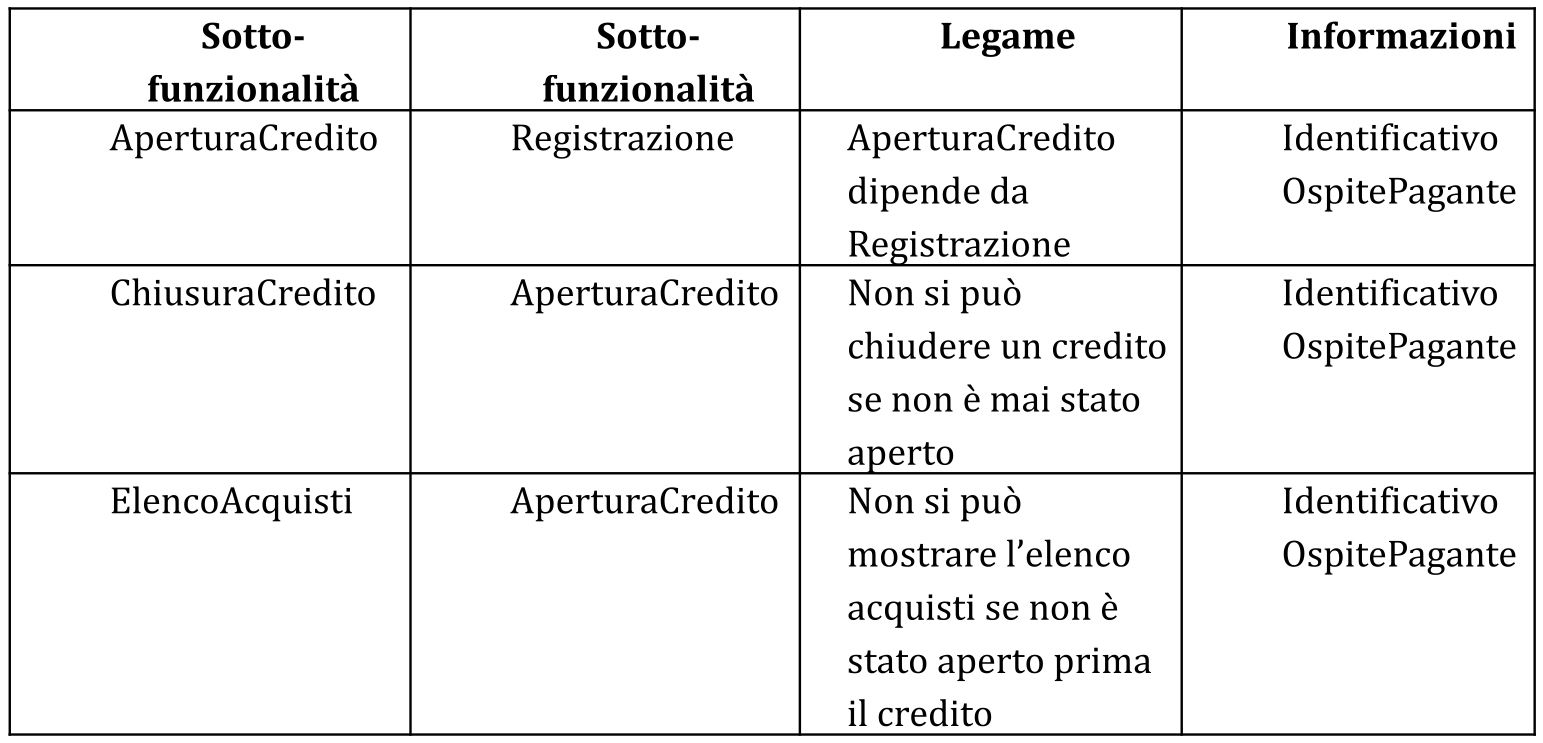 Sotto-
funzionalità
Sotto-
funzionalità
Legame
Informazioni
AperturaCredito
Registrazione
AperturaCredito
dipende da
Registrazione
Identificativo
OspitePagante
ChiusuraCredito
AperturaCredito
Non si può
chiudere un credito
se non è mai stato
aperto
Identificativo
OspitePagante
ElencoAcquisti
AperturaCredito
Non si può
mostrare l’elenco
acquisti se non è
stato aperto prima
il credito
Identificativo
OspitePagante